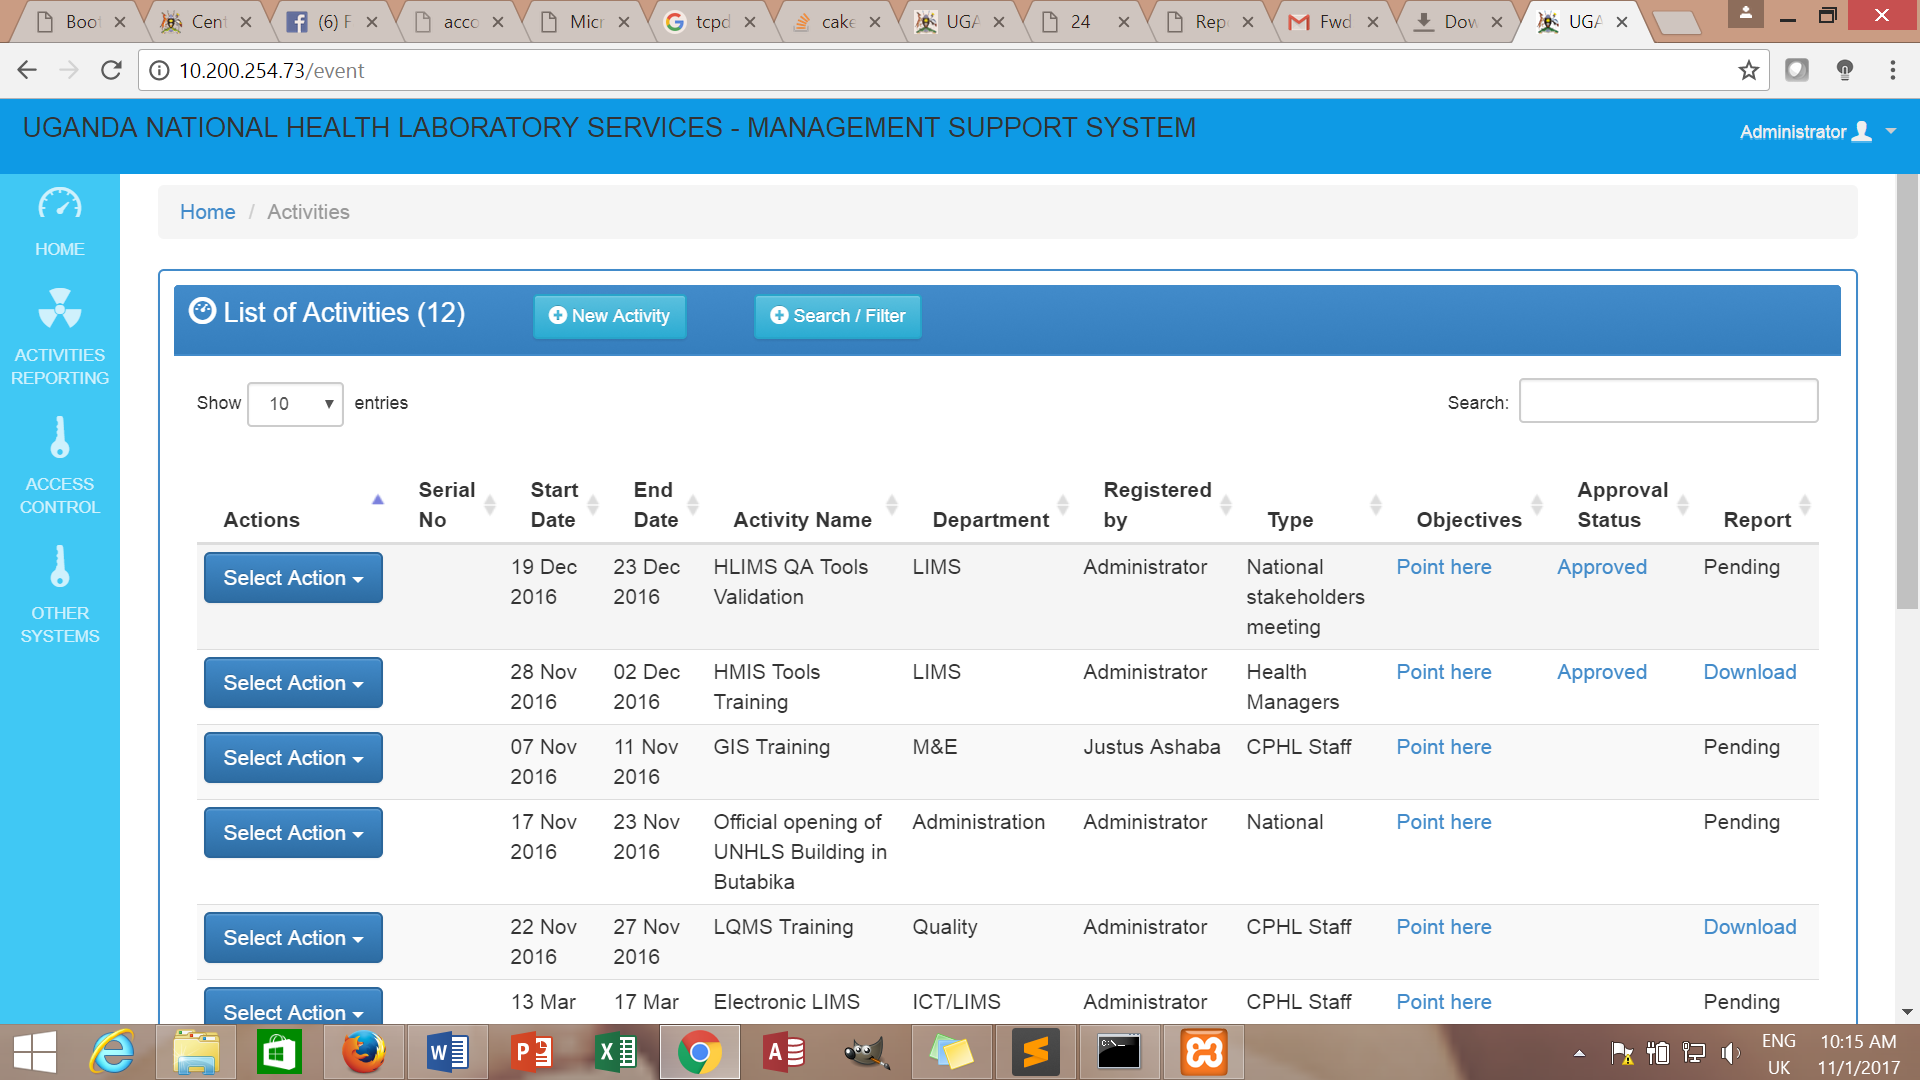 Boot
Cent
(6) F
acco
Micr
tcpd
cake
UGA
24
Rep
Fwd
Dow
UGA
10.200.254.73/event
UGANDA NATIONAL HEALTH LABORATORY SERVICES - MANAGEMENT SUPPORT SYSTEM
Administrator
HOME
ACTIVITIES
REPORTING
ACCESS
CONTROL
OTHER
SYSTEMS
Home / Activities
List of Activities (12)
New Activity
Search / Filter
Show 10 entries
Search:
Actions
Serial
No
Start
Date
End
Date
Activity Name
Department
Registered
by
Type
Objectives
Approval
Status
Report
Select Action
19 Dec
2016
23 Dec
2016
HLIMS QA Tools
Validation
LIMS
Administrator
National
stakeholders
meeting
Point here
Approved
Pending
Select Action
28 Nov
2016
02 Dec
2016
HMIS Tools
Training
LIMS
Administrator
Health
Managers
Point here
Approved
Download
Select Action
07 Nov
2016
11 Nov
2016
GIS Training
M&E
Justus Ashaba
CPHL Staff
Point here
Pending
Select Action
17 Nov
2016
23 Nov
2016
Official opening of
UNHLS Building in
Butabika
Administration
Administrator
National
Point here
Pending
Select Action
22 Nov
2016
27 Nov
2016
LQMS Training
Quality
Administrator
CPHL Staff
Point here
Download
Select Action
13 Mar
17 Mar
Electronic LIMS
ICT/LIMS
Administrator
CPHL Staff
Point here
Pending
ENG
UK
10:15 AM
11/1/2017